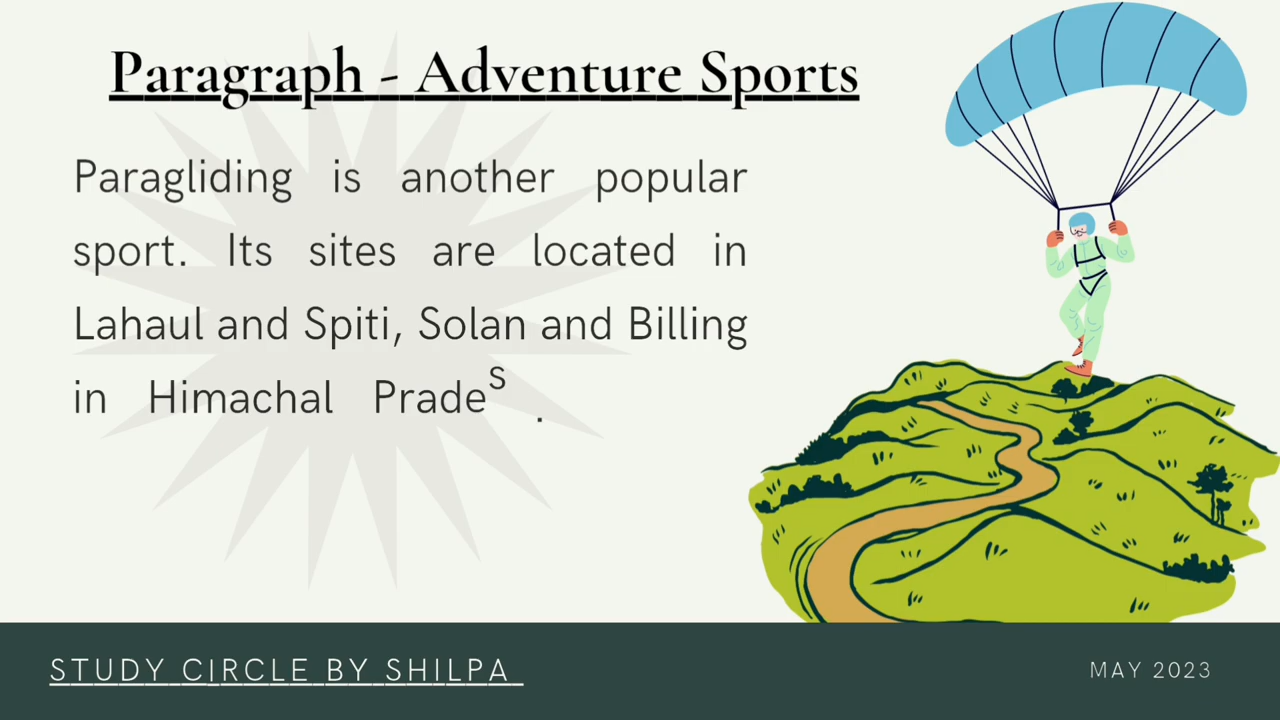 Paragraph - Adventure Sports
Paragliding is another popular
sport. Its sites are located in
Lahaul and Spiti, Solan and Billing
in Himachal Prades .
STUDY CIRCLE BY SHILPA
MAY 2023